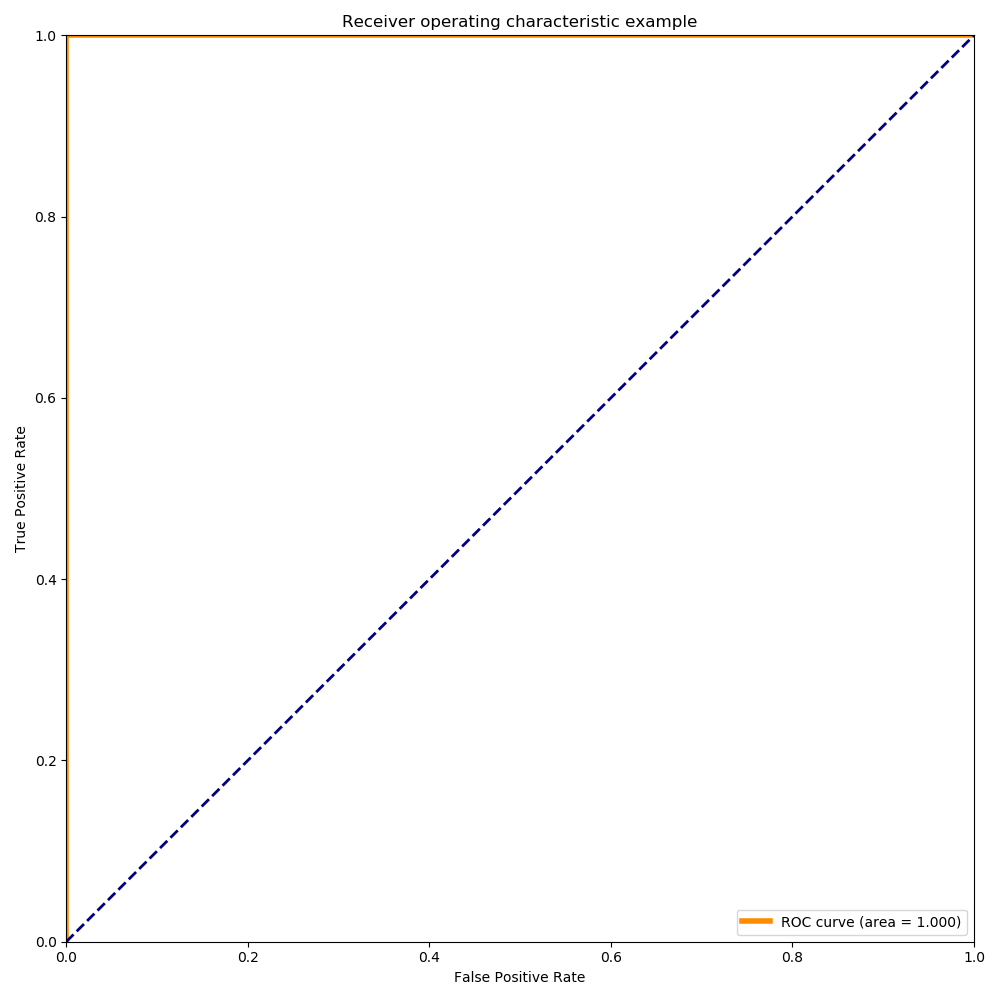 Receiver operating characteristic example
1.0
0.8
0.6
0.4
0.2
0.0
True Positive Rate
ROC curve (area = 1.000)
0.0 0.2 0.4 0.6 0.8 1.0
False Positive Rate